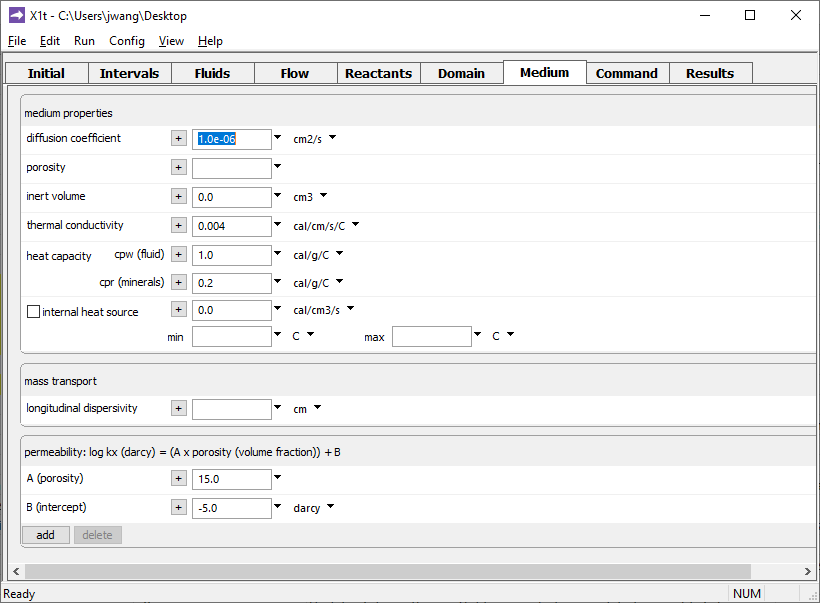 X1t - C:\Users\jwang\Desktop
File Edit Run Config View Help
Initial Intervals Fluids Flow Reactants Domain Medium Command Results
medium properties
diffusion coefficient + 1.0e-06 cm2/s
porosity +
inert volume + 0.0 cm3
thermal conductivity + 0.004 cal/cm/s/C
heat capacity cpw (fluid) + 1.0 cal/g/C
cpr (minerals) + 0.2 cal/g/C
internal heat source + 0.0 cal/cm3/s
min C max C
mass transport
longitudinal dispersivity + cm
permeability: log kx (darcy) = (A x porosity (volume fraction)) + B
A (porosity) + 15.0
B (intercept) + -5.0 darcy
add delete
Ready NUM